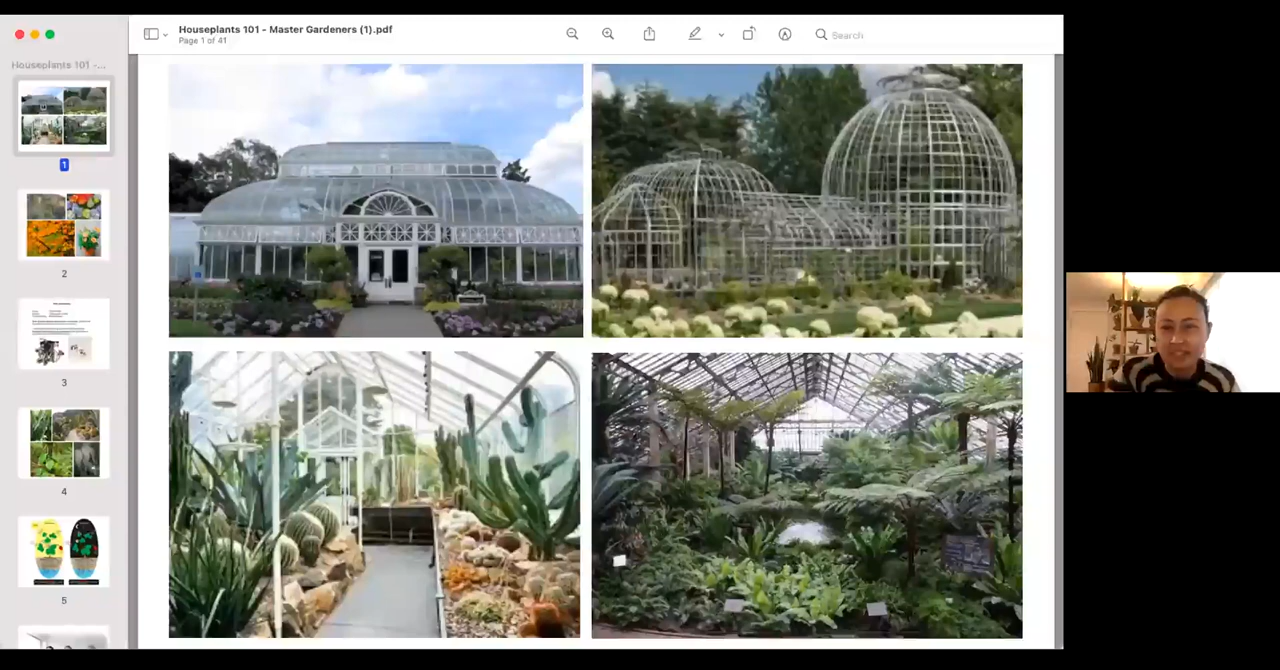 Houseplants 101 - Master Gardeners (1).pdf
Page 1 of 41
Search
Houseplants 101 -...
1
2
3
4
5